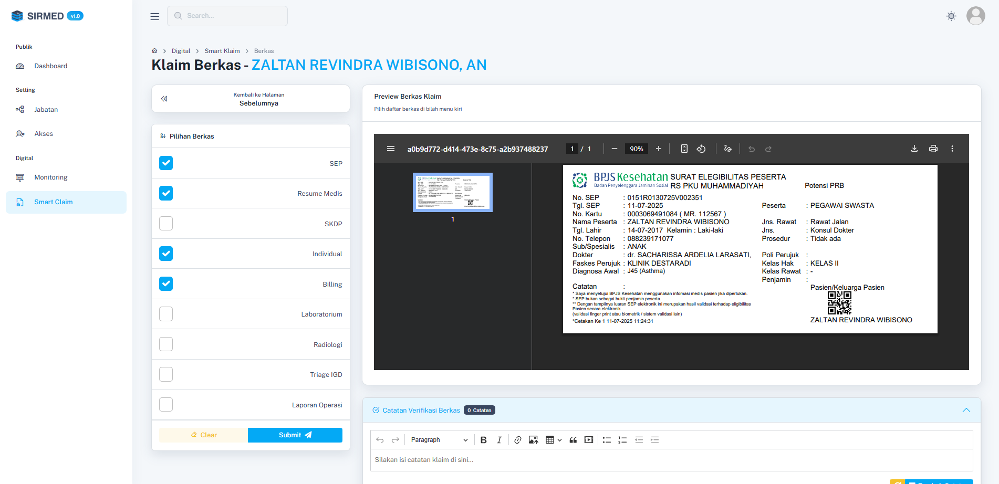 SIRMED v1.0
Search...
Publik
Dashboard
Setting
Jabatan
Akses
Digital
Monitoring
Smart Claim
Digital > Smart Klaim > Berkas
Klaim Berkas - ZALTAN REVINDRA WIBISONO, AN
Kembali ke Halaman
Sebelumnya
Pilihan Berkas
SEP
Resume Medis
SKDP
Individual
Billing
Laboratorium
Radiologi
Triage IGD
Laporan Operasi
Clear
Submit
Preview Berkas Klaim
Pilih daftar berkas di bilah menu kiri
a0b9d772-d414-473e-8c75-a2b937488237 1 / 1 90%
1
BPJS Kesehatan SURAT ELEGIBILITAS PESERTA
Badan Penyelenggara Jaminan Sosial RS PKU MUHAMMADIYAH Potensi PRB
No. SEP : 0151R0130725V002351
Tgl. SEP : 11-07-2025 Peserta : PEGAWAI SWASTA
No. Kartu : 0003069491084 ( MR. 112567 )
Nama Peserta : ZALTAN REVINDRA WIBISONO Jns. Rawat : Rawat Jalan
Tgl. Lahir : 14-07-2017 Kelamin : Laki-laki Jns. : Konsul Dokter
No. Telepon : 088239171077 Prosedur : Tidak ada
Sub/Spesialis : ANAK
Dokter : dr. SACHARISSA ARDELIA LARASATI, Poli Perujuk :
Faskes Perujuk : KLINIK DESTARADI Kelas Hak : KELAS II
Diagnosa Awal : J45 (Asthma) Kelas Rawat : -
Penjamin :
Catatan :
Pasien/Keluarga Pasien
* Saya menyetujui BPJS Kesehatan menggunakan infomasi medis pasien jika diperlukan.
* SEP bukan sebagai bukti penjamin peserta.
** Dengan tampilnya luaran SEP elektronik ini merupakan hasil validasi terhadap eligibilitas
Pasien secara elektronik
(validasi finger print atau biometrik / sistem validasi lain)
*Cetakan Ke 1 11-07-2025 11:24:31
ZALTAN REVINDRA WIBISONO
Catatan Verifikasi Berkas 0 Catatan
Paragraph B I
Silakan isi catatan klaim di sini...